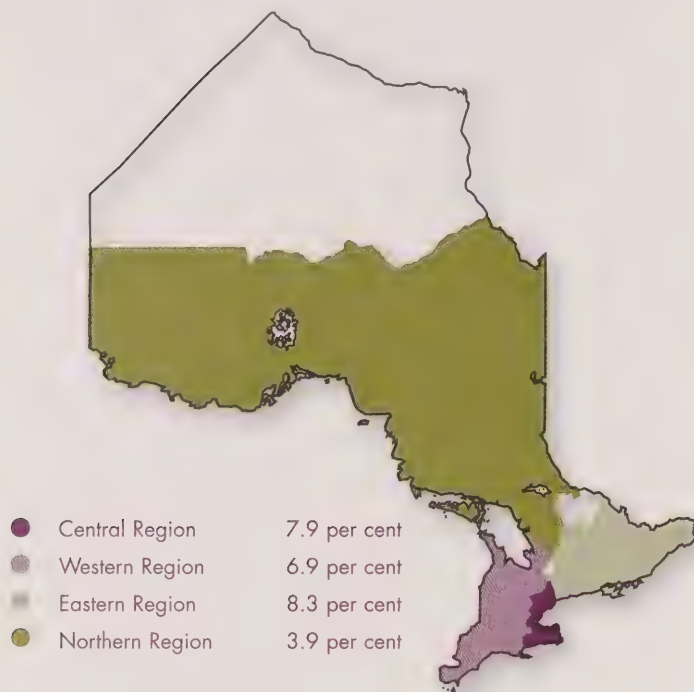 Central Region 7.9 per cent
Western Region 6.9 per cent
Eastern Region 8.3 per cent
Northern Region 3.9 per cent